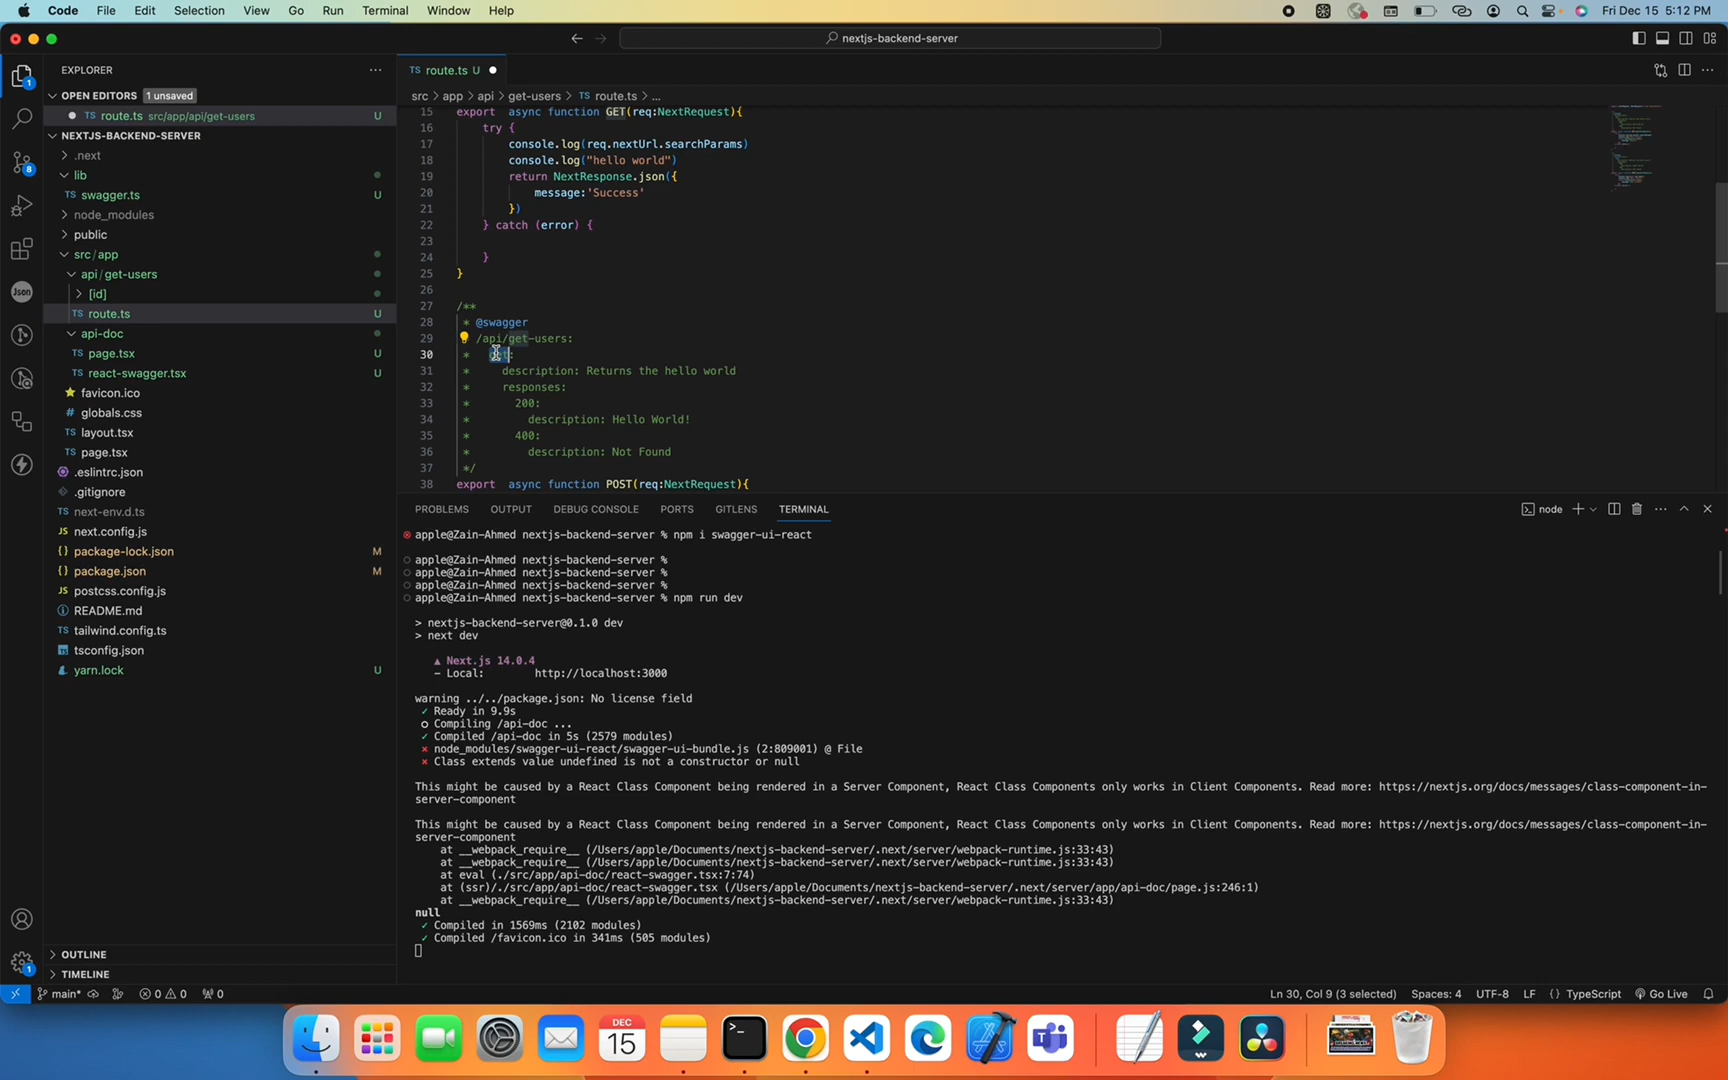 Code File Edit Selection View Go Run Terminal Window Help
Fri Dec 15 5:12 PM
nextjs-backend-server
EXPLORER
OPEN EDITORS 1 unsaved
route.ts src/app/api/get-users U
NEXTJS-BACKEND-SERVER
.next
lib
swagger.ts U
node_modules
public
src/app
api/get-users
[id]
route.ts U
api-doc
page.tsx U
react-swagger.tsx U
favicon.ico
globals.css
layout.tsx
page.tsx
.eslintrc.json
.gitignore
next-env.d.ts
next.config.js
package-lock.json M
package.json M
postcss.config.js
README.md
tailwind.config.ts
tsconfig.json
yarn.lock U
OUTLINE
TIMELINE
route.ts U
src > app > api > get-users > route.ts > ...
15 export async function GET(req:NextRequest){
16 try {
17 console.log(req.nextUrl.searchParams)
18 console.log("hello world")
19 return NextResponse.json({
20 message:'Success'
21 })
22 } catch (error) {
23
24 }
25 }
26
27 /**
28 * @swagger
29 /api/get-users:
30 * get:
31 * description: Returns the hello world
32 * responses:
33 * 200:
34 * description: Hello World!
35 * 400:
36 * description: Not Found
37 */
38 export async function POST(req:NextRequest){
PROBLEMS OUTPUT DEBUG CONSOLE PORTS GITLENS TERMINAL
node
apple@Zain-Ahmed nextjs-backend-server % npm i swagger-ui-react
apple@Zain-Ahmed nextjs-backend-server %
apple@Zain-Ahmed nextjs-backend-server %
apple@Zain-Ahmed nextjs-backend-server %
apple@Zain-Ahmed nextjs-backend-server % npm run dev
> nextjs-backend-server@0.1.0 dev
> next dev
▲ Next.js 14.0.4
- Local: http://localhost:3000
warning ../../package.json: No license field
✓ Ready in 9.9s
○ Compiling /api-doc ...
✓ Compiled /api-doc in 5s (2579 modules)
⨯ node_modules/swagger-ui-react/swagger-ui-bundle.js (2:809001) @ File
⨯ Class extends value undefined is not a constructor or null
This might be caused by a React Class Component being rendered in a Server Component, React Class Components only works in Client Components. Read more: https://nextjs.org/docs/messages/class-component-in-
server-component
This might be caused by a React Class Component being rendered in a Server Component, React Class Components only works in Client Components. Read more: https://nextjs.org/docs/messages/class-component-in-
server-component
at __webpack_require__ (/Users/apple/Documents/nextjs-backend-server/.next/server/webpack-runtime.js:33:43)
at __webpack_require__ (/Users/apple/Documents/nextjs-backend-server/.next/server/webpack-runtime.js:33:43)
at eval (./src/app/api-doc/react-swagger.tsx:7:74)
at (ssr)/./src/app/api-doc/react-swagger.tsx (/Users/apple/Documents/nextjs-backend-server/.next/server/app/api-doc/page.js:246:1)
at __webpack_require__ (/Users/apple/Documents/nextjs-backend-server/.next/server/webpack-runtime.js:33:43)
null
✓ Compiled in 1569ms (2102 modules)
✓ Compiled /favicon.ico in 341ms (505 modules)
main* 0 0 0
Ln 30, Col 9 (3 selected) Spaces: 4 UTF-8 LF {} TypeScript Go Live
DEC
15